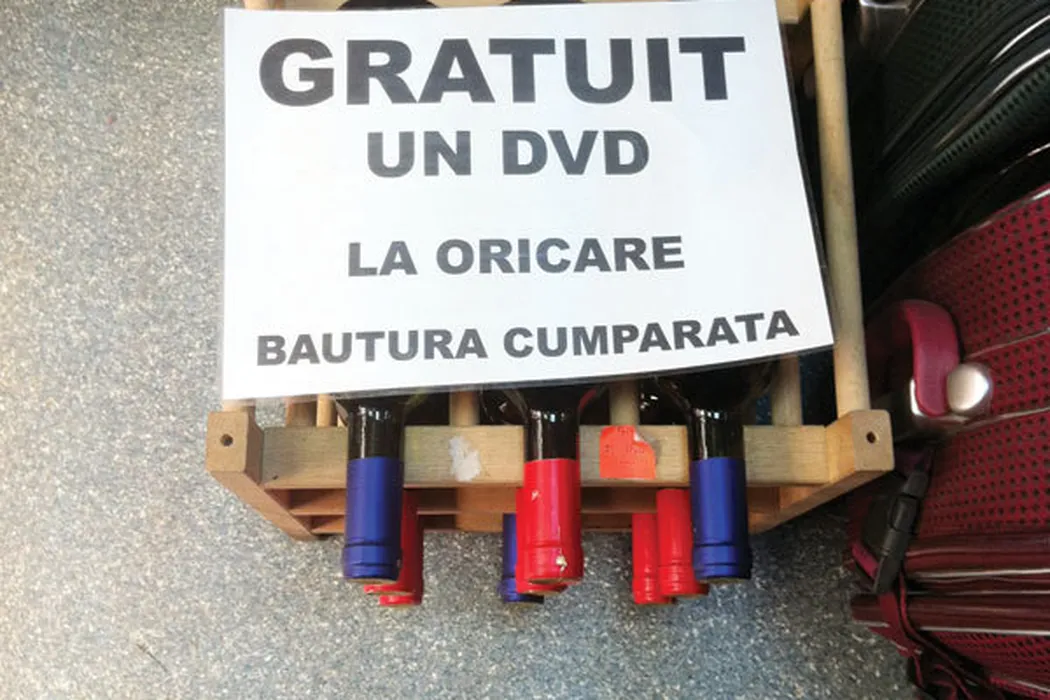 GRATUIT
UN DVD
LA ORICARE
BAUTURA CUMPARATA